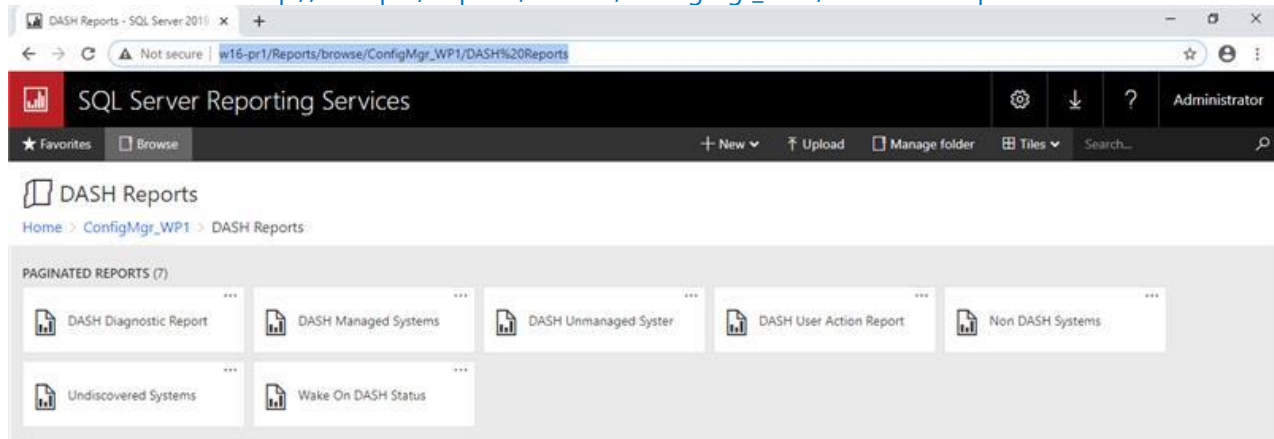 DASH Reports - SQL Server 2019
Not secure | w16-pr1/Reports/browse/ConfigMgr_WP1/DASH%20Reports
SQL Server Reporting Services
Administrator
Favorites Browse + New Upload Manage folder Tiles Search...
DASH Reports
Home > ConfigMgr_WP1 > DASH Reports
PAGINATED REPORTS (7)
DASH Diagnostic Report
DASH Managed Systems
DASH Unmanaged Syster
DASH User Action Report
Non DASH Systems
Undiscovered Systems
Wake On DASH Status